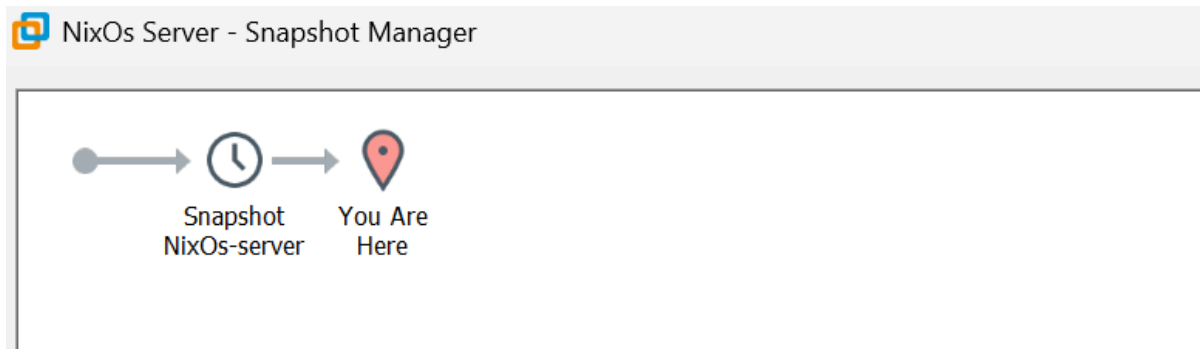 NixOs Server - Snapshot Manager
Snapshot
NixOs-server
You Are
Here